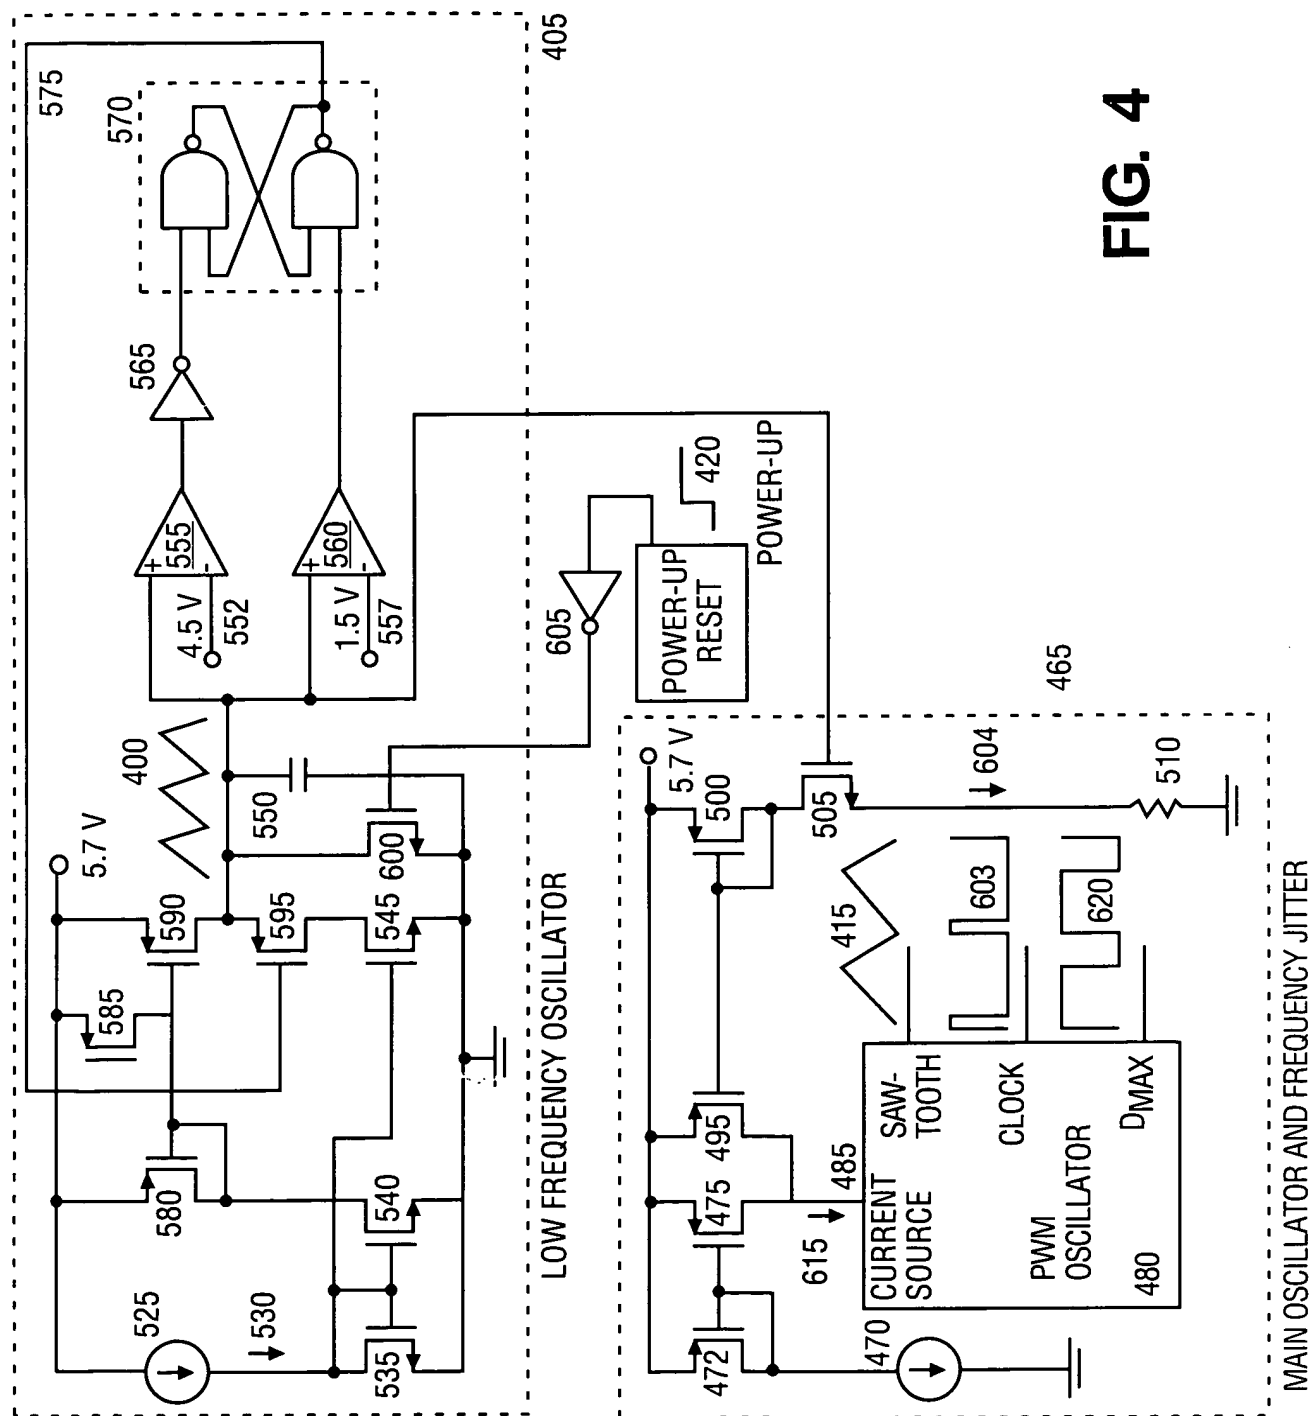 575
570
405
565
+
555
-
4.5 V
552
+
560
-
1.5 V
557
400
5.7 V
550
590
595
600
585
545
580
540
525
530
535
LOW FREQUENCY OSCILLATOR
605
POWER-UP
RESET
420
POWER-UP
465
5.7 V
500
505
604
510
415
603
620
495
475
472
470
615
485
CURRENT
SOURCE
SAW-
TOOTH
CLOCK
DMAX
PWM
OSCILLATOR
480
MAIN OSCILLATOR AND FREQUENCY JITTER
FIG. 4